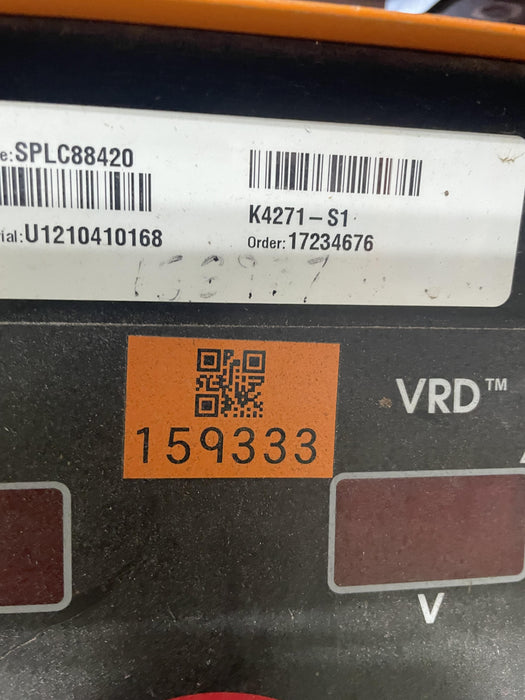 e:SPLC88420
ial:U1210410168
K4271-S1
Order:17234676
159333
VRD™
V